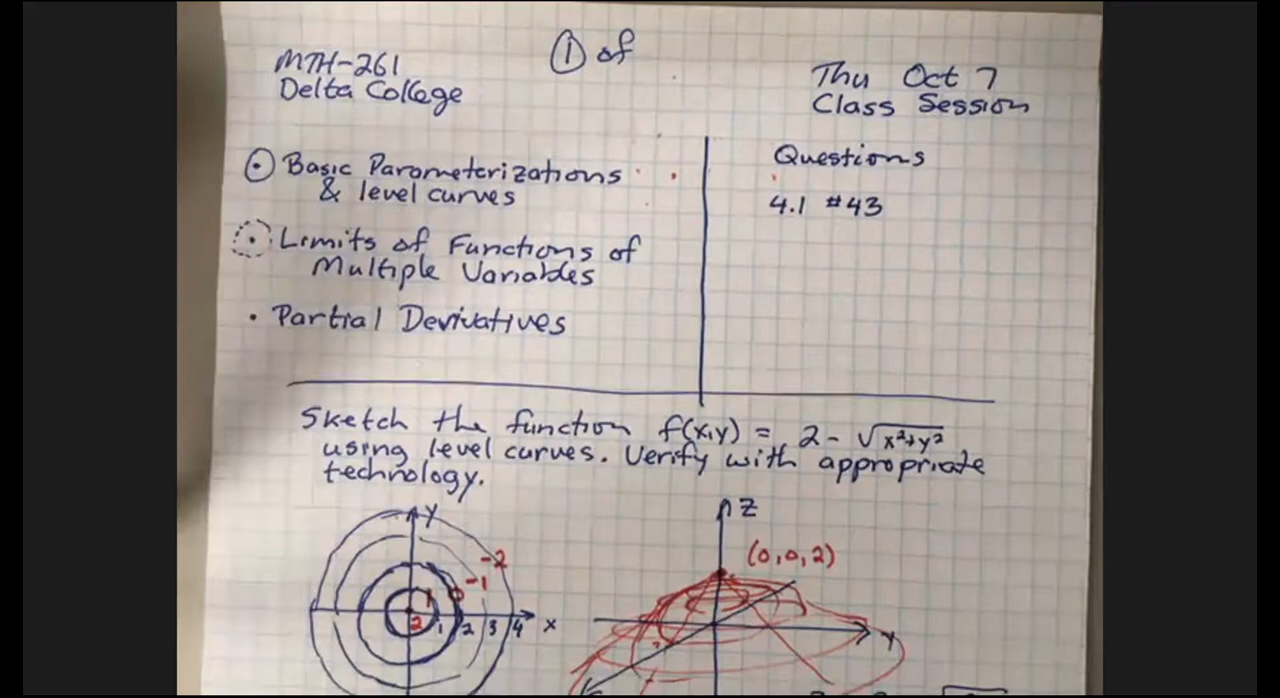 ① of
MTH-261
Delta College
Thu Oct 7
Class Session
⊙ Basic Parameterizations
& level curves
• Limits of Functions of
Multiple Variables
• Partial Derivatives
Questions
4.1 #43
Sketch the function f(x,y) = 2 - √x²+y²
using level curves. Verify with appropriate
technology.
y
-2
-1
0
1
2
1 2 3 4 x
z
(0,0,2)
y